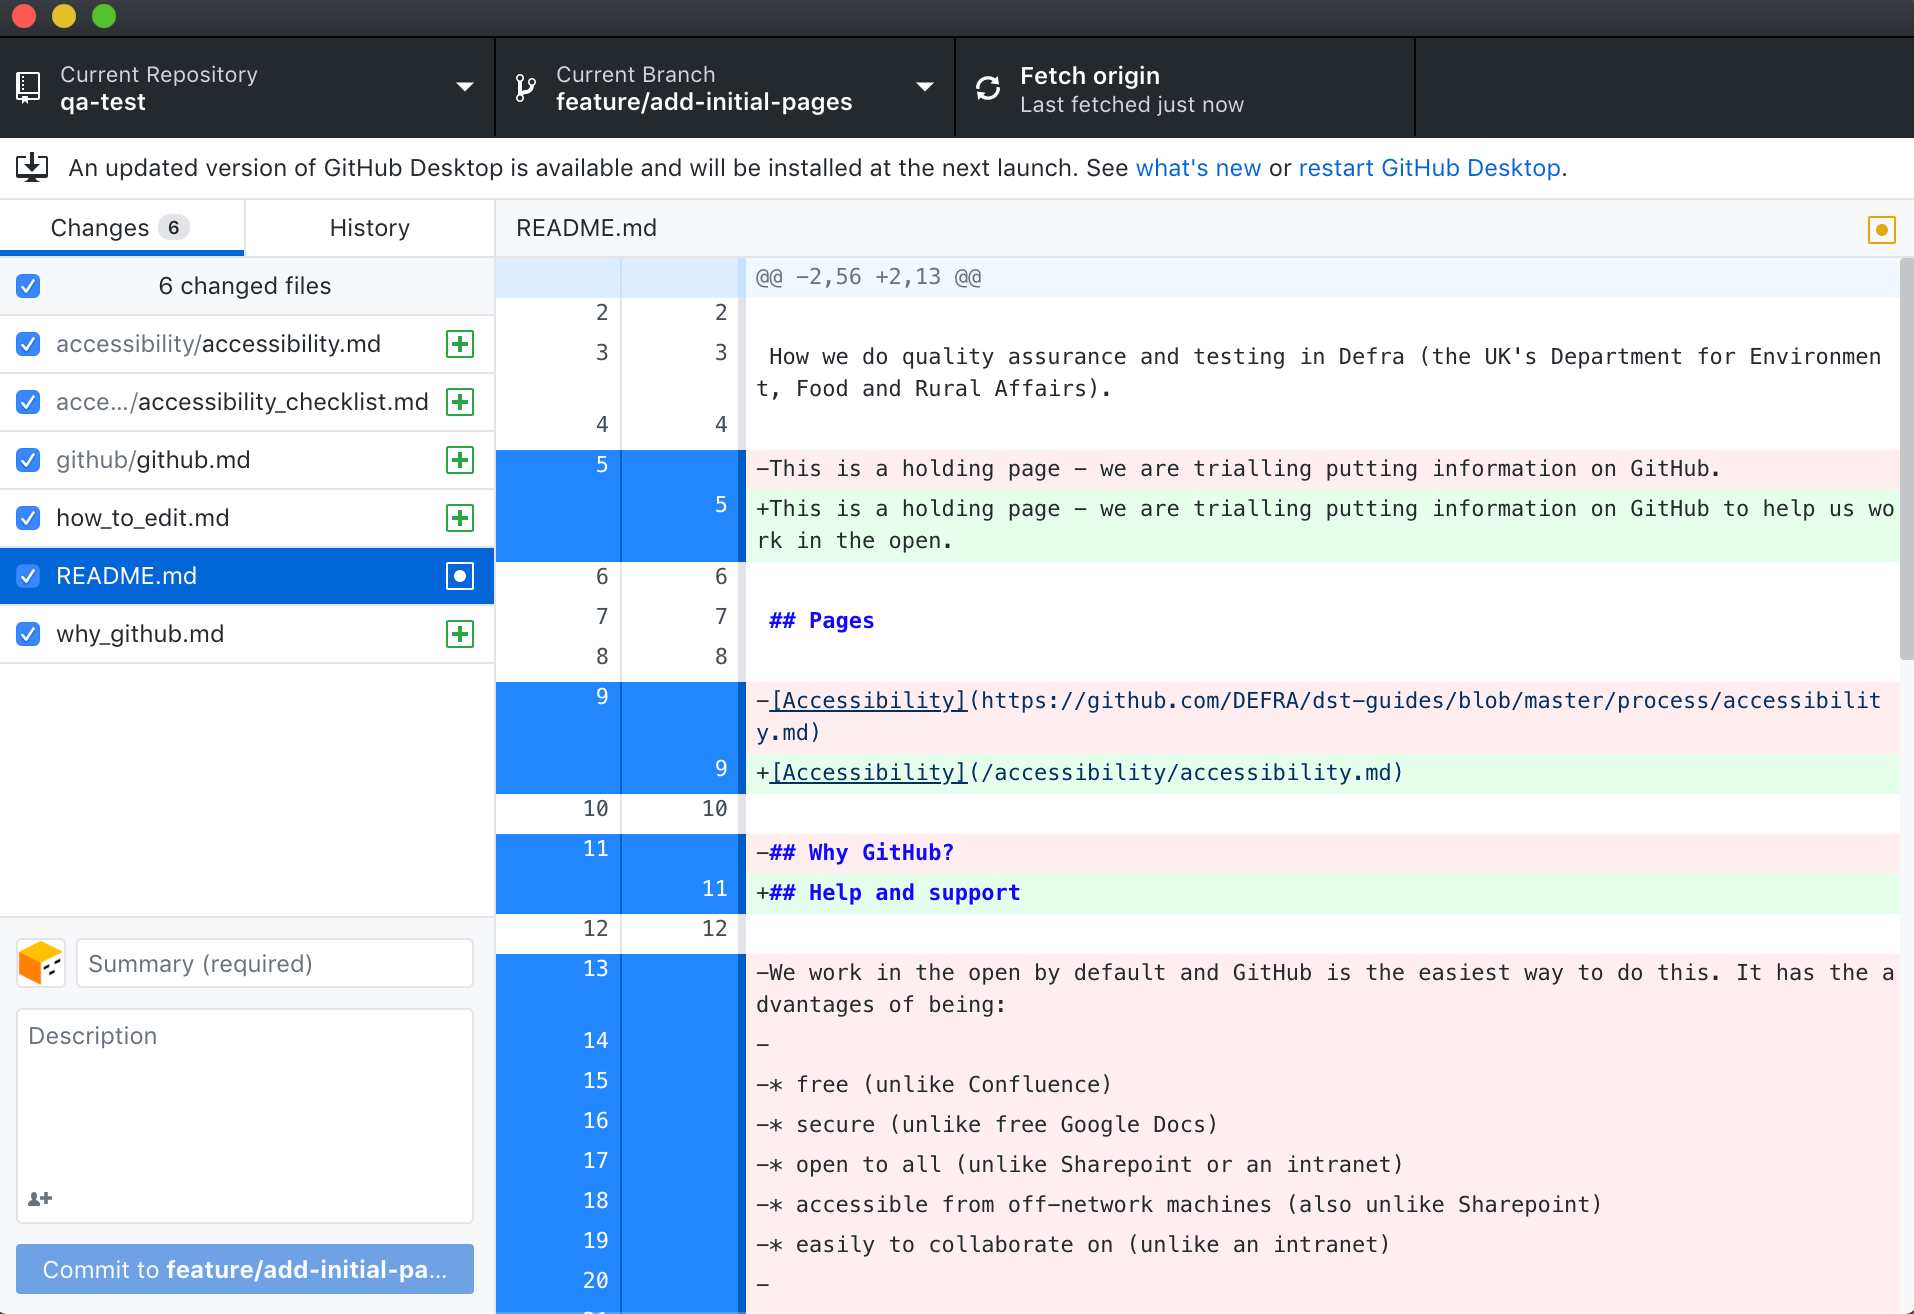 Current Repository
qa-test
Current Branch
feature/add-initial-pages
Fetch origin
Last fetched just now
An updated version of GitHub Desktop is available and will be installed at the next launch. See what's new or restart GitHub Desktop.
Changes 6
History
README.md
6 changed files
accessibility/accessibility.md
acce.../accessibility_checklist.md
github/github.md
how_to_edit.md
README.md
why_github.md
Summary (required)
Description
Commit to feature/add-initial-pa...
@@ -2,56 +2,13 @@
2 2
3 3 How we do quality assurance and testing in Defra (the UK's Department for Environmen
t, Food and Rural Affairs).
4 4
5 -This is a holding page - we are trialling putting information on GitHub.
5 +This is a holding page - we are trialling putting information on GitHub to help us wo
rk in the open.
6 6
7 7 ## Pages
8 8
9 -[Accessibility](https://github.com/DEFRA/dst-guides/blob/master/process/accessibilit
y.md)
9 +[Accessibility](/accessibility/accessibility.md)
10 10
11 -## Why GitHub?
11 +## Help and support
12 12
13 -We work in the open by default and GitHub is the easiest way to do this. It has the a
dvantages of being:
14 -
15 -* free (unlike Confluence)
16 -* secure (unlike free Google Docs)
17 -* open to all (unlike Sharepoint or an intranet)
18 -* accessible from off-network machines (also unlike Sharepoint)
19 -* easily to collaborate on (unlike an intranet)
20 -